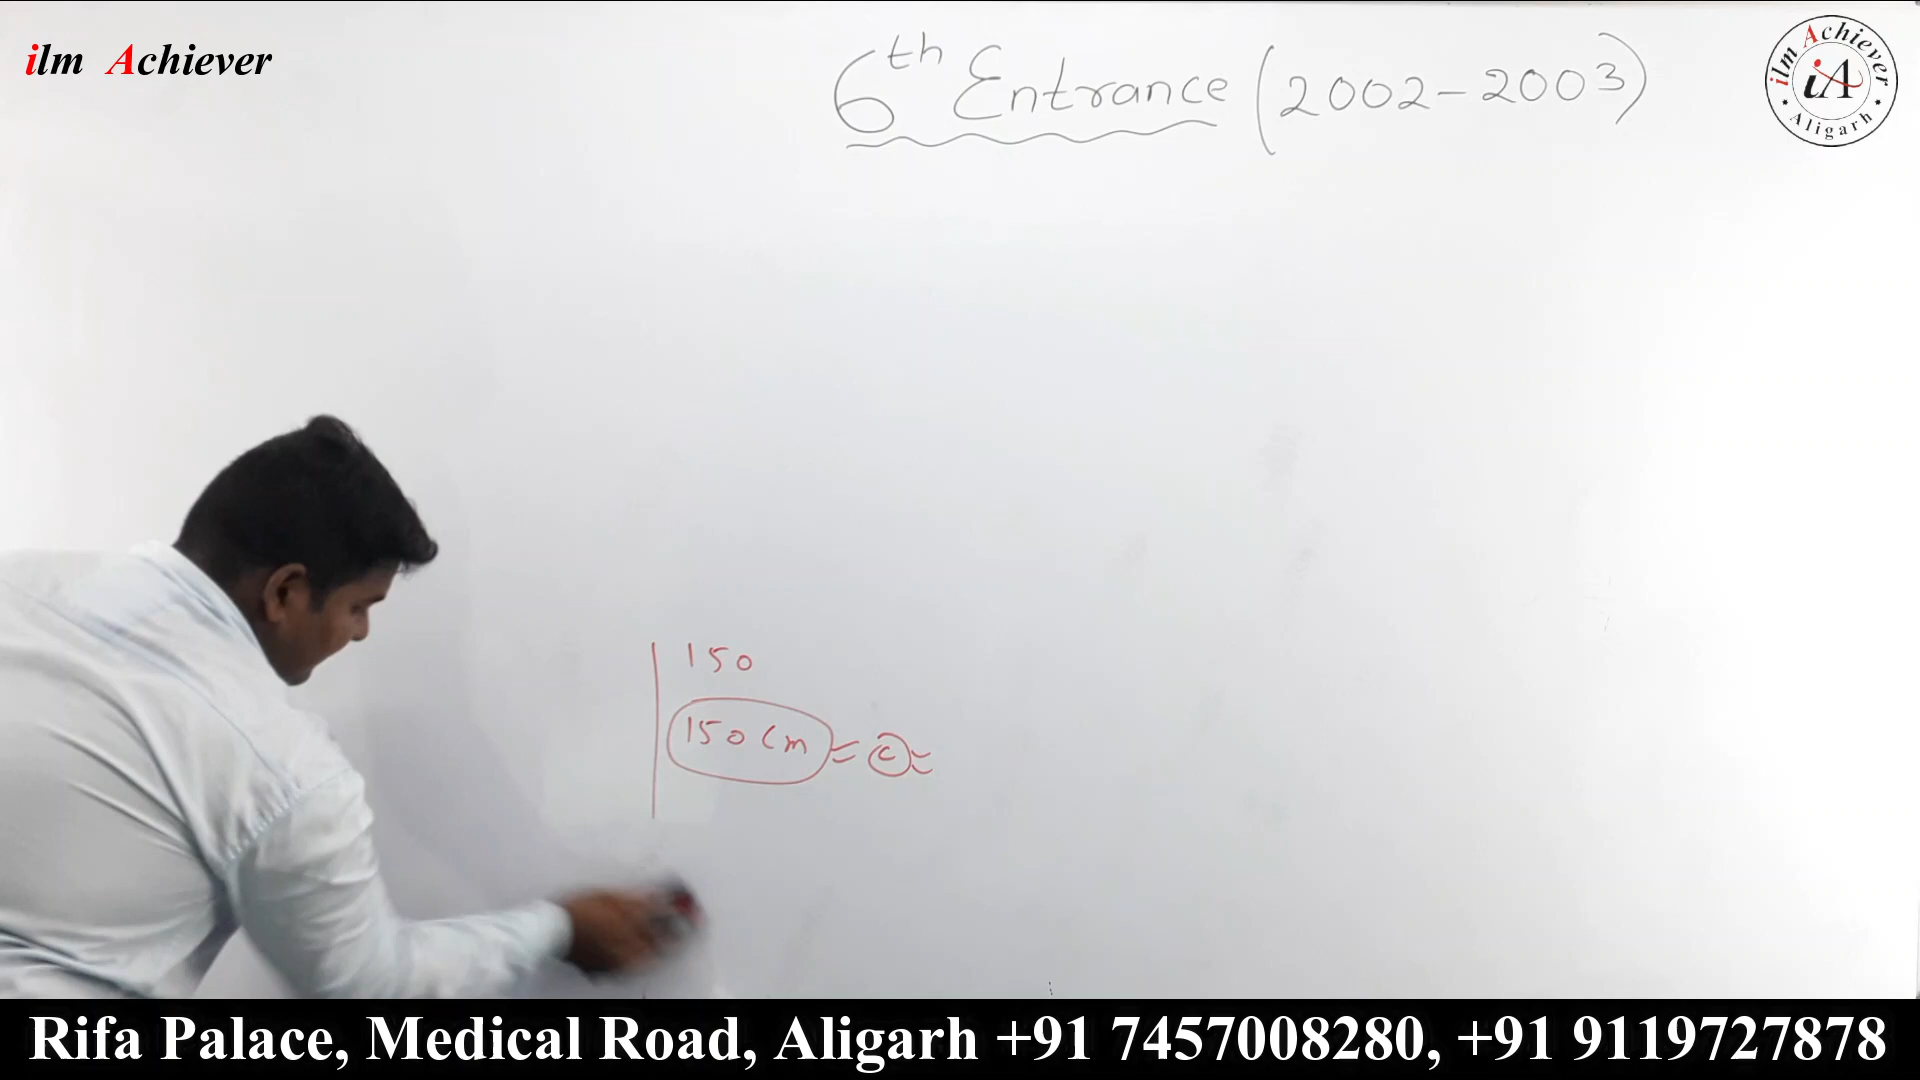 ilm Achiever
6th Entrance (2002-2003)
ilm Achiever
iA
Aligarh
150
150 cm = c =
Rifa Palace, Medical Road, Aligarh +91 7457008280, +91 9119727878